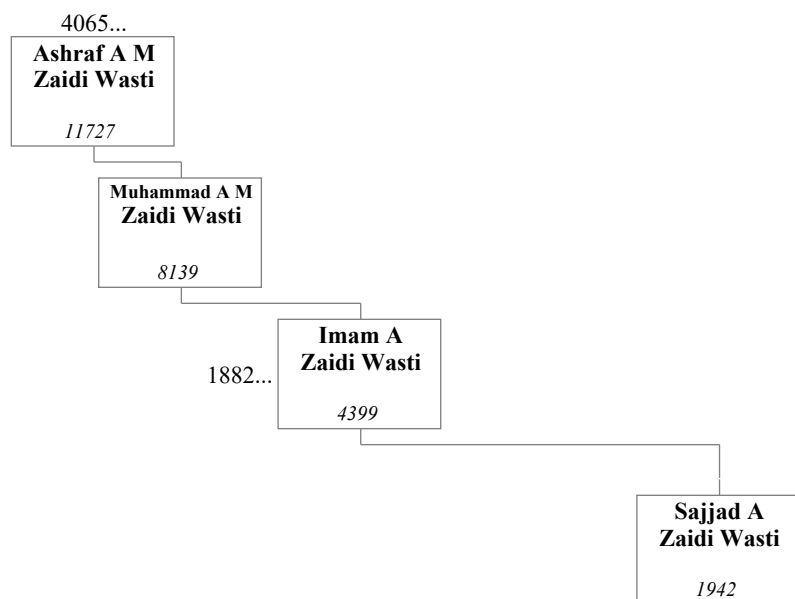 4065...
Ashraf A M
Zaidi Wasti
11727
Muhammad A M
Zaidi Wasti
8139
Imam A
Zaidi Wasti
1882...
4399
Sajjad A
Zaidi Wasti
1942